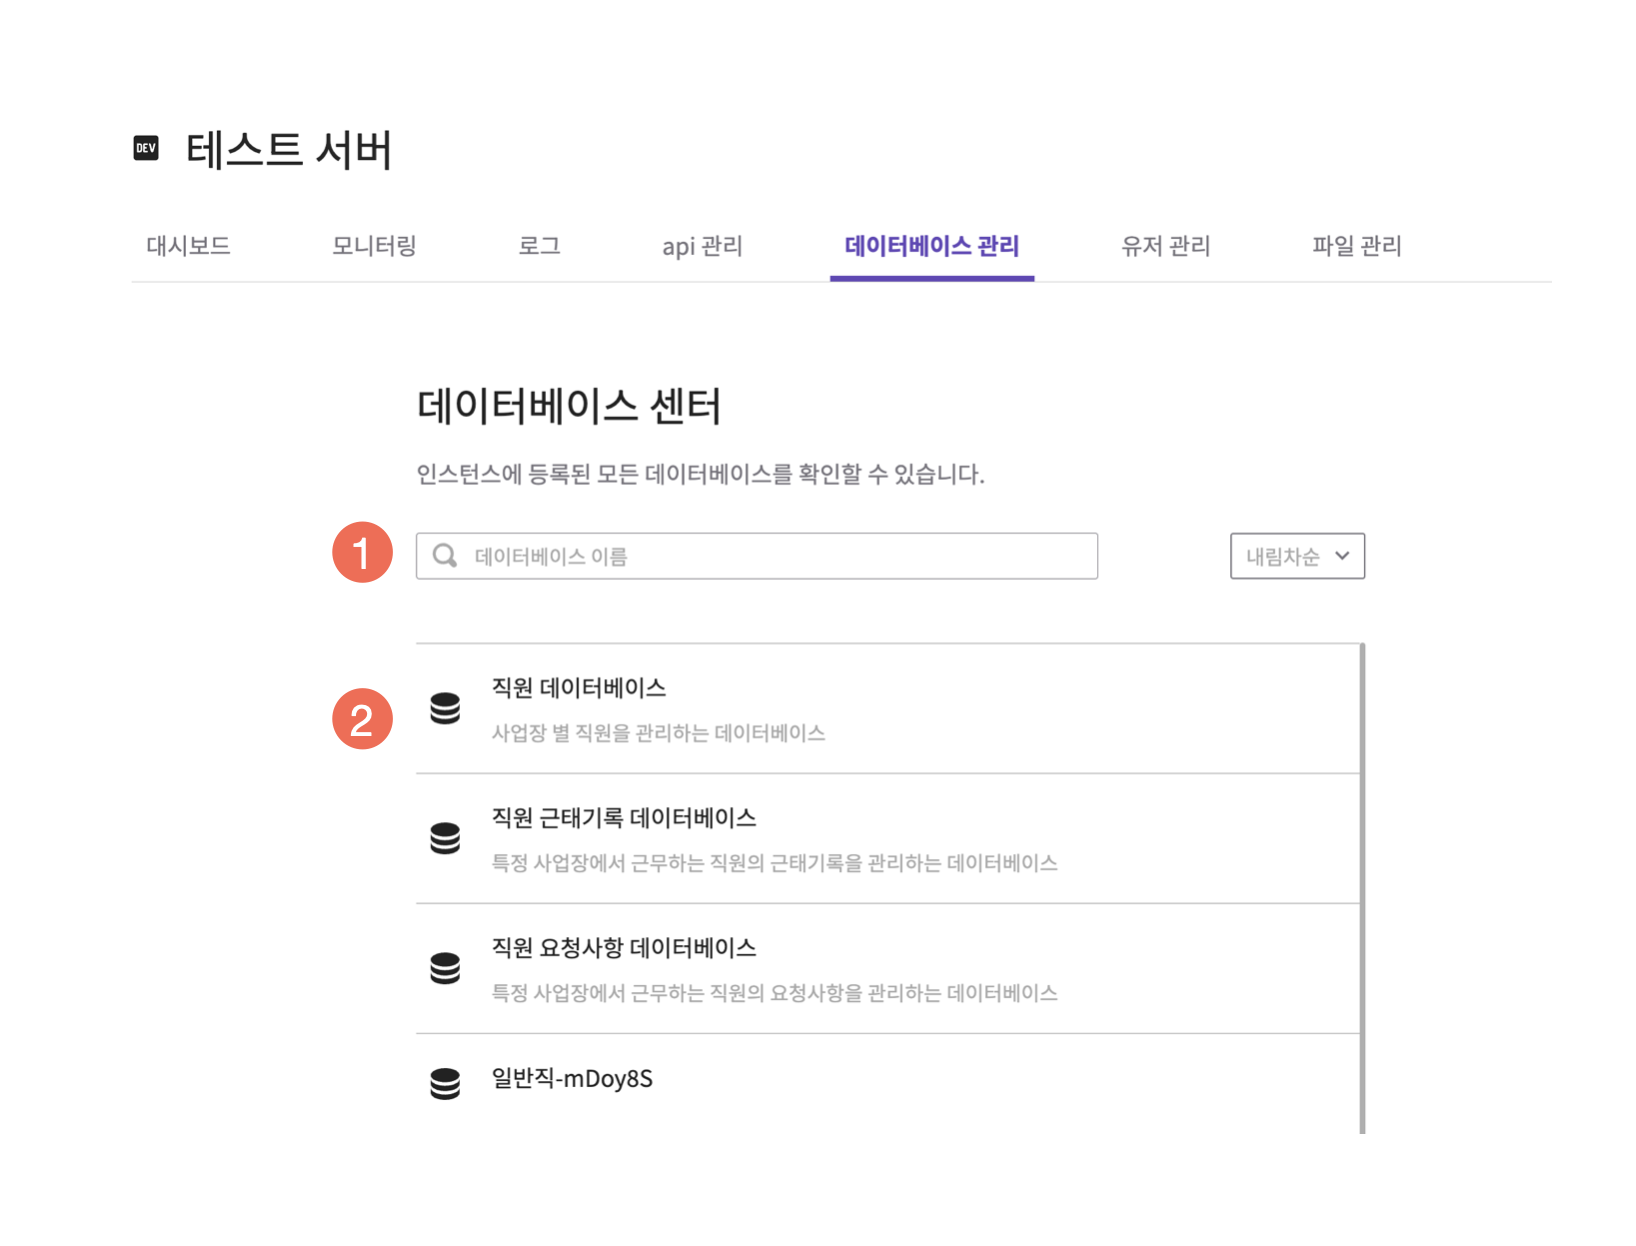 DEV 테스트 서버
대시보드 모니터링 로그 api 관리 데이터베이스 관리 유저 관리 파일 관리
데이터베이스 센터
인스턴스에 등록된 모든 데이터베이스를 확인할 수 있습니다.
1 데이터베이스 이름 내림차순
직원 데이터베이스
2
사업장 별 직원을 관리하는 데이터베이스
직원 근태기록 데이터베이스
특정 사업장에서 근무하는 직원의 근태기록을 관리하는 데이터베이스
직원 요청사항 데이터베이스
특정 사업장에서 근무하는 직원의 요청사항을 관리하는 데이터베이스
일반직-mDoy8S